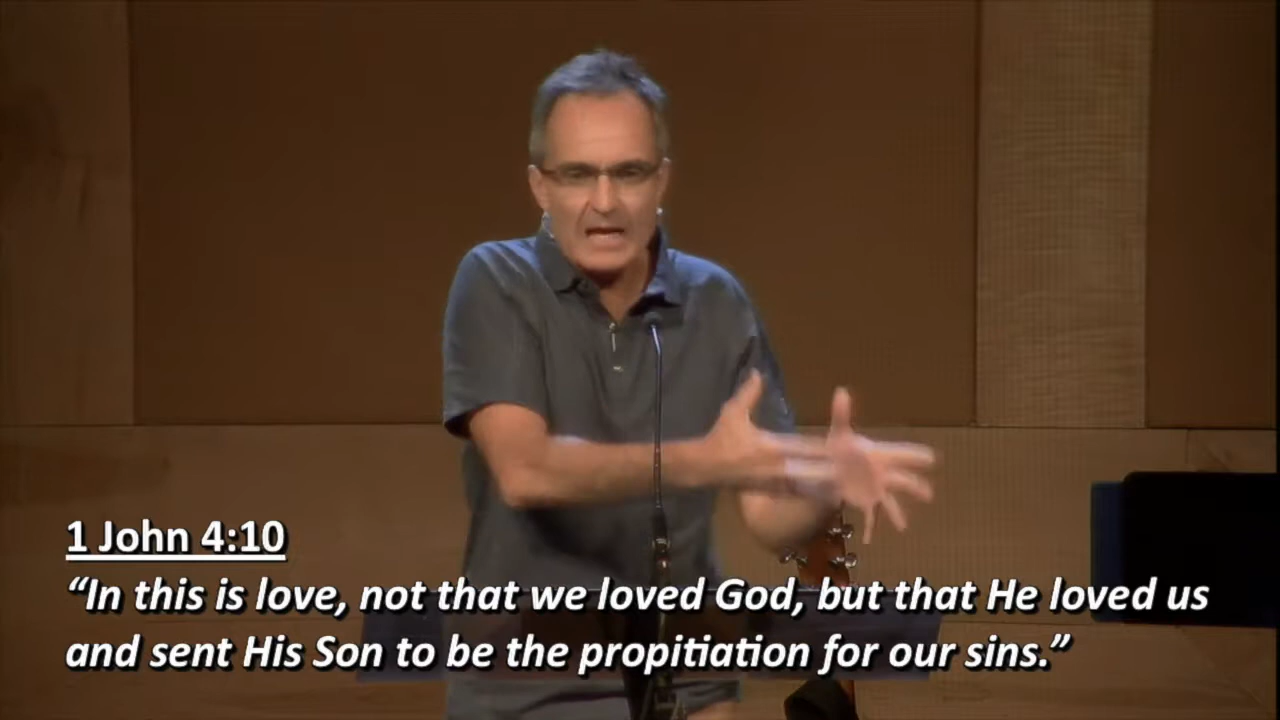 1 John 4:10
“In this is love, not that we loved God, but that He loved us
and sent His Son to be the propitiation for our sins.”